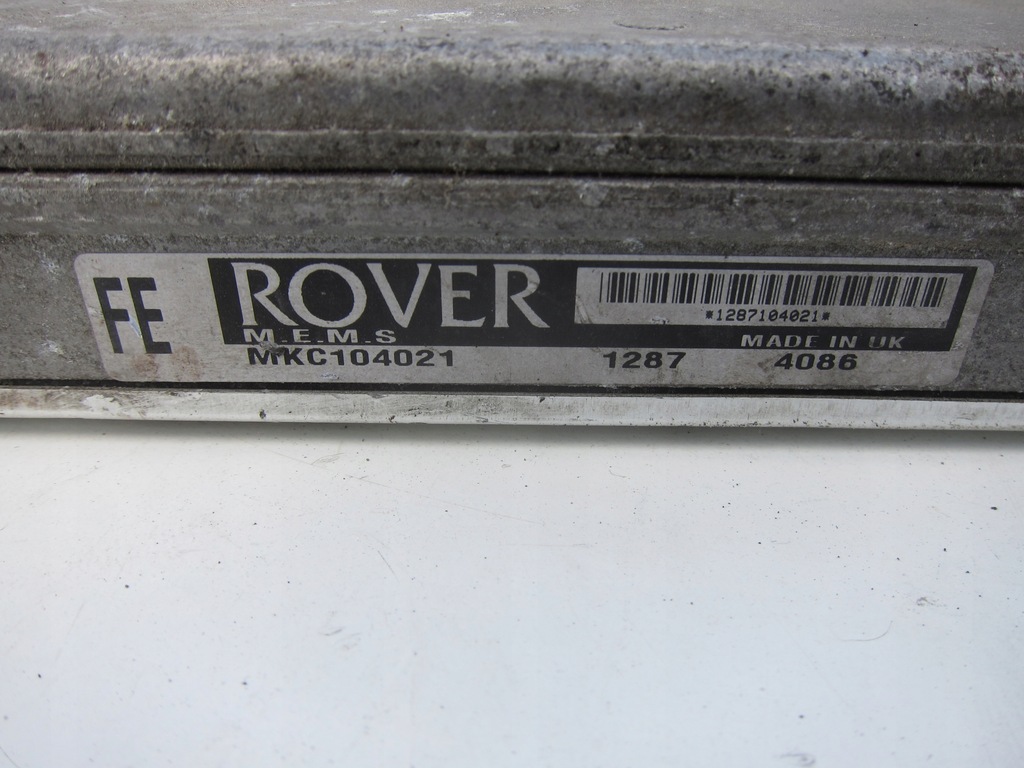 FE
ROVER
*1287104021*
M.E.M.S MADE IN UK
MKC104021 1287 4086